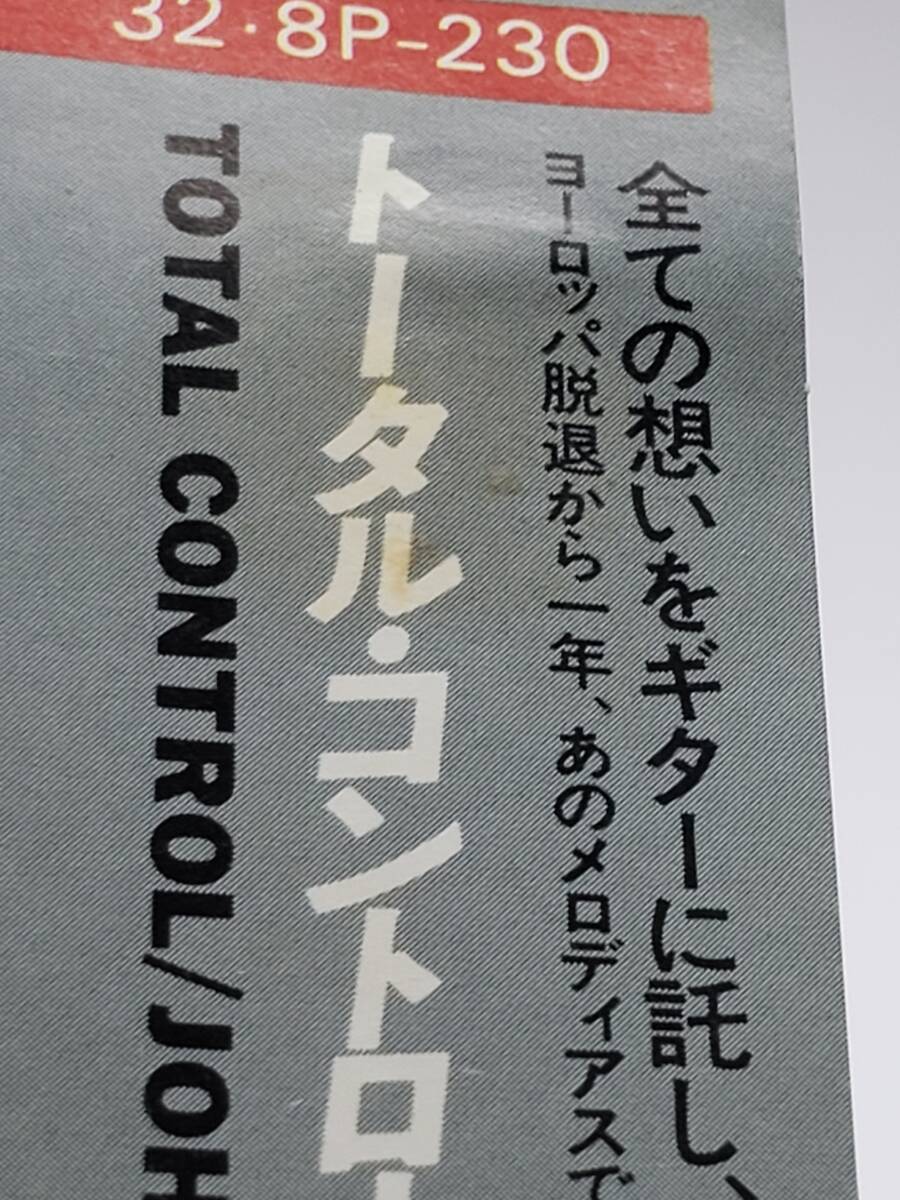 32・8P-230
全ての想いをギターに託し、
ヨーロッパ脱退から一年、あのメロディアスで
トータル・コントロー
TOTAL CONTROL/JOH